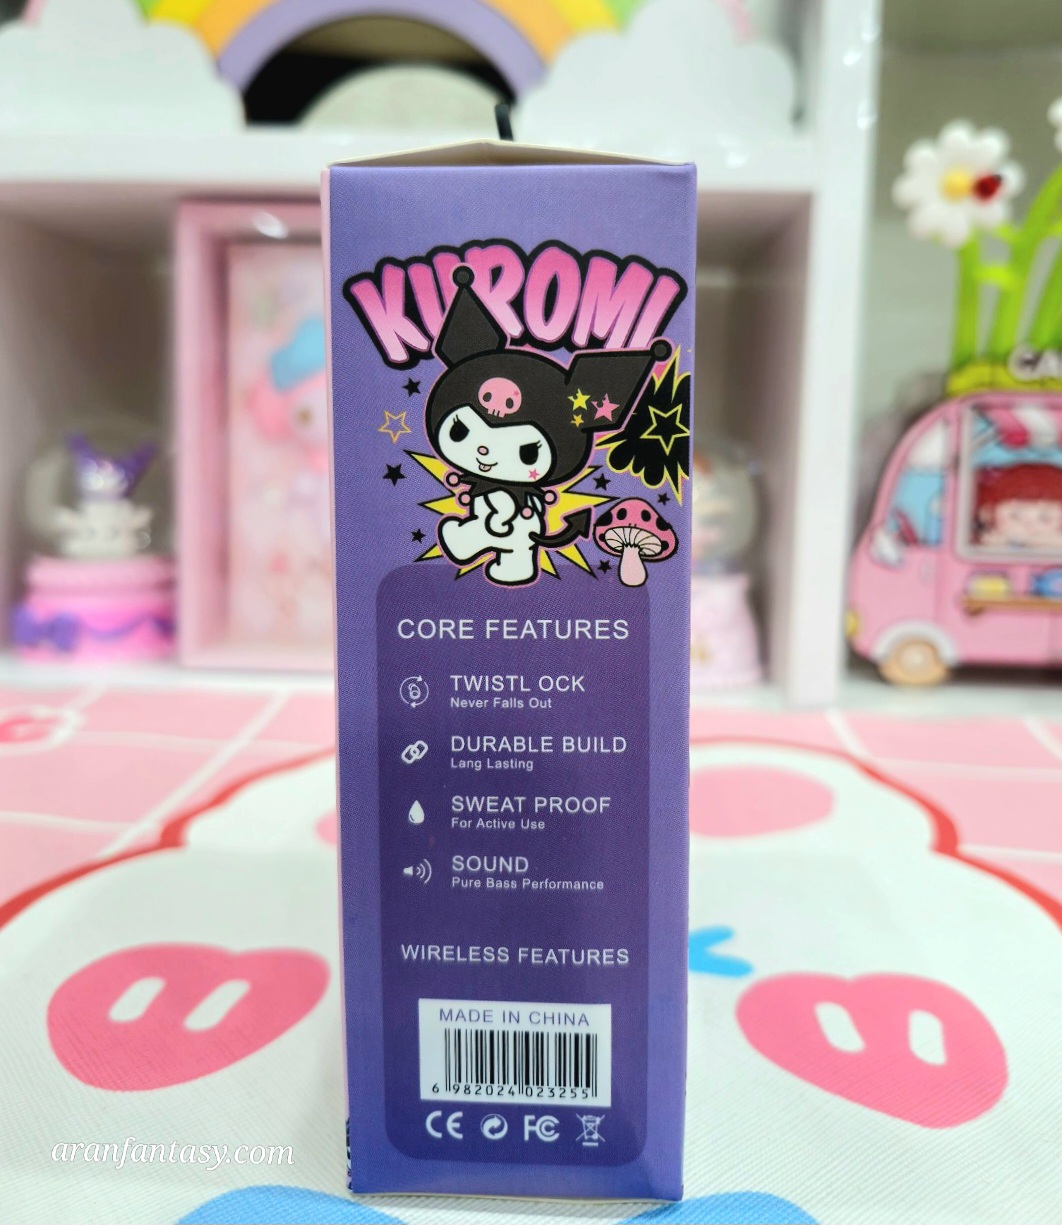 KUROMI
CORE FEATURES
TWISTL OCK
Never Falls Out
DURABLE BUILD
Lang Lasting
SWEAT PROOF
For Active Use
SOUND
Pure Bass Performance
WIRELESS FEATURES
MADE IN CHINA
6 982024 023255
CE FC
aranfantasy.com